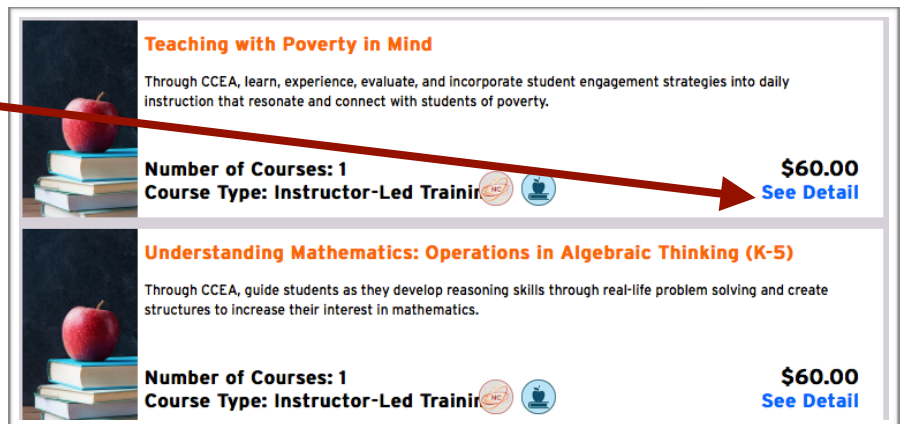 Teaching with Poverty in Mind
Through CCEA, learn, experience, evaluate, and incorporate student engagement strategies into daily
instruction that resonate and connect with students of poverty.
Number of Courses: 1
$60.00
Course Type: Instructor-Led Trainin
NC
See Detail
Understanding Mathematics: Operations in Algebraic Thinking (K-5)
Through CCEA, guide students as they develop reasoning skills through real-life problem solving and create
structures to increase their interest in mathematics.
Number of Courses: 1
$60.00
Course Type: Instructor-Led Trainin
NC
See Detail